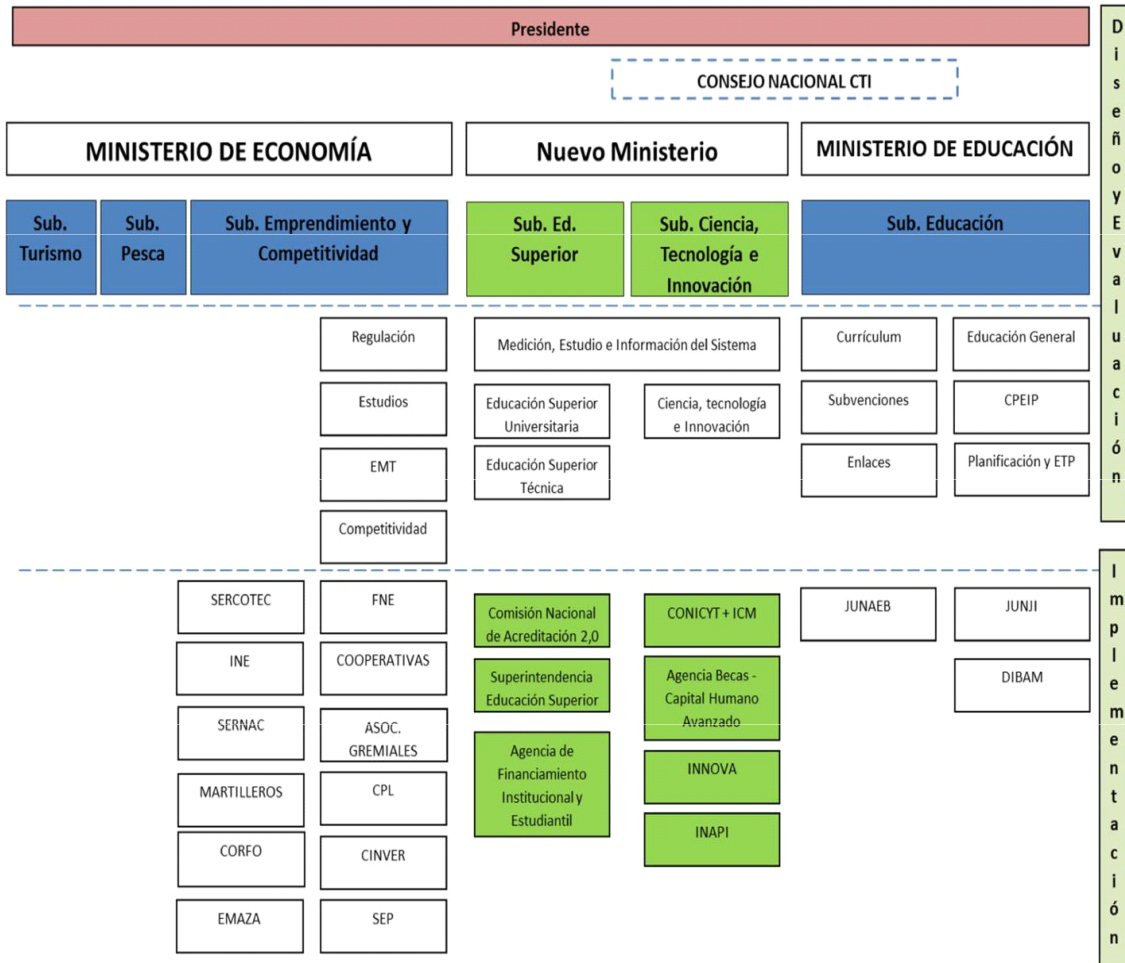 Presidente
CONSEJO NACIONAL CTI
MINISTERIO DE ECONOMÍA
Nuevo Ministerio
MINISTERIO DE EDUCACIÓN
Sub.
Turismo
Sub.
Pesca
Sub. Emprendimiento y
Competitividad
Sub. Ed.
Superior
Sub. Ciencia,
Tecnología e
Innovación
Sub. Educación
Diseño y Evaluación
Regulación
Estudios
EMT
Competitividad
Medición, Estudio e Información del Sistema
Educación Superior
Universitaria
Educación Superior
Técnica
Ciencia, tecnología
e Innovación
Currículum
Educación General
Subvenciones
CPEIP
Enlaces
Planificación y ETP
SERCOTEC
FNE
INE
COOPERATIVAS
SERNAC
ASOC.
GREMIALES
MARTILLEROS
CPL
CORFO
CINVER
EMAZA
SEP
Comisión Nacional
de Acreditación 2,0
Superintendencia
Educación Superior
Agencia de
Financiamiento
Institucional y
Estudiantil
CONICYT + ICM
Agencia Becas -
Capital Humano
Avanzado
INNOVA
INAPI
JUNAEB
JUNJI
DIBAM
Implementación